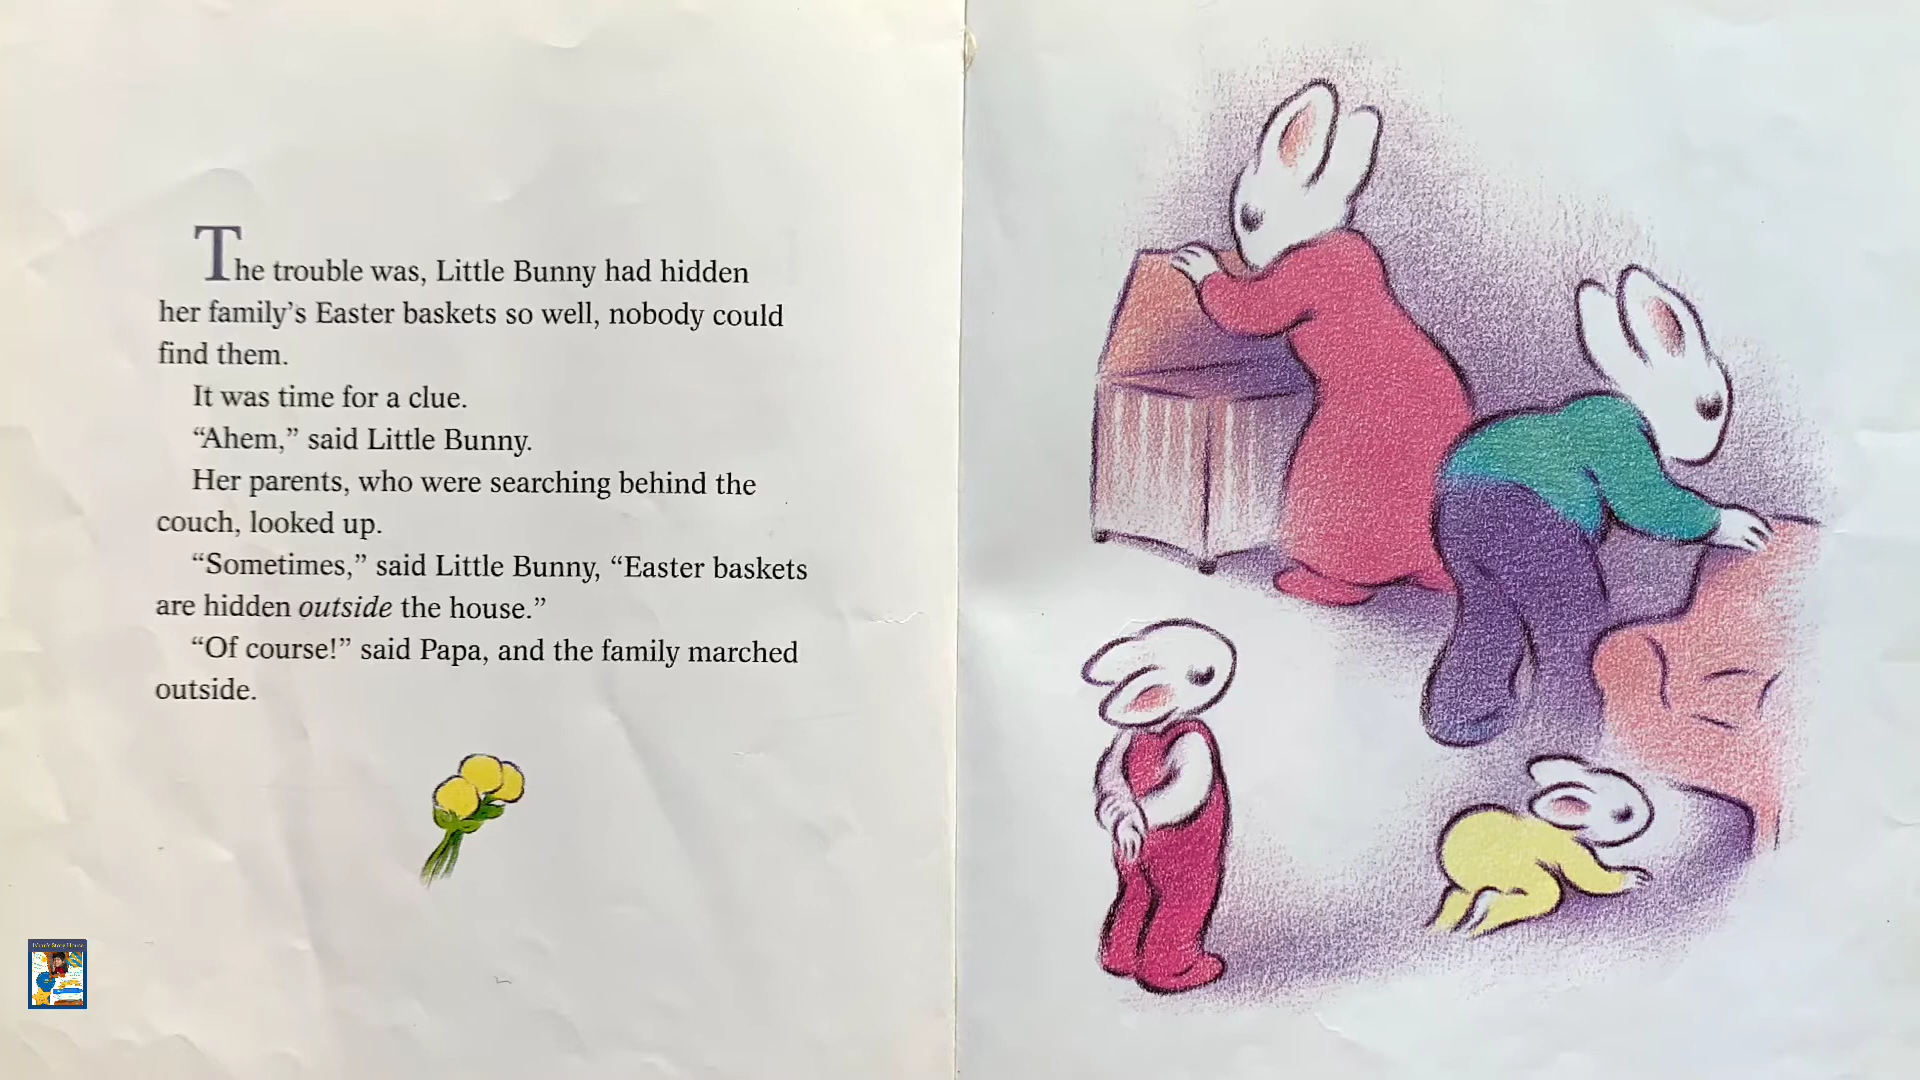 The trouble was, Little Bunny had hidden
her family's Easter baskets so well, nobody could
find them.
It was time for a clue.
“Ahem,” said Little Bunny.
Her parents, who were searching behind the
couch, looked up.
“Sometimes,” said Little Bunny, “Easter baskets
are hidden outside the house.”
“Of course!” said Papa, and the family marched
outside.
Story House